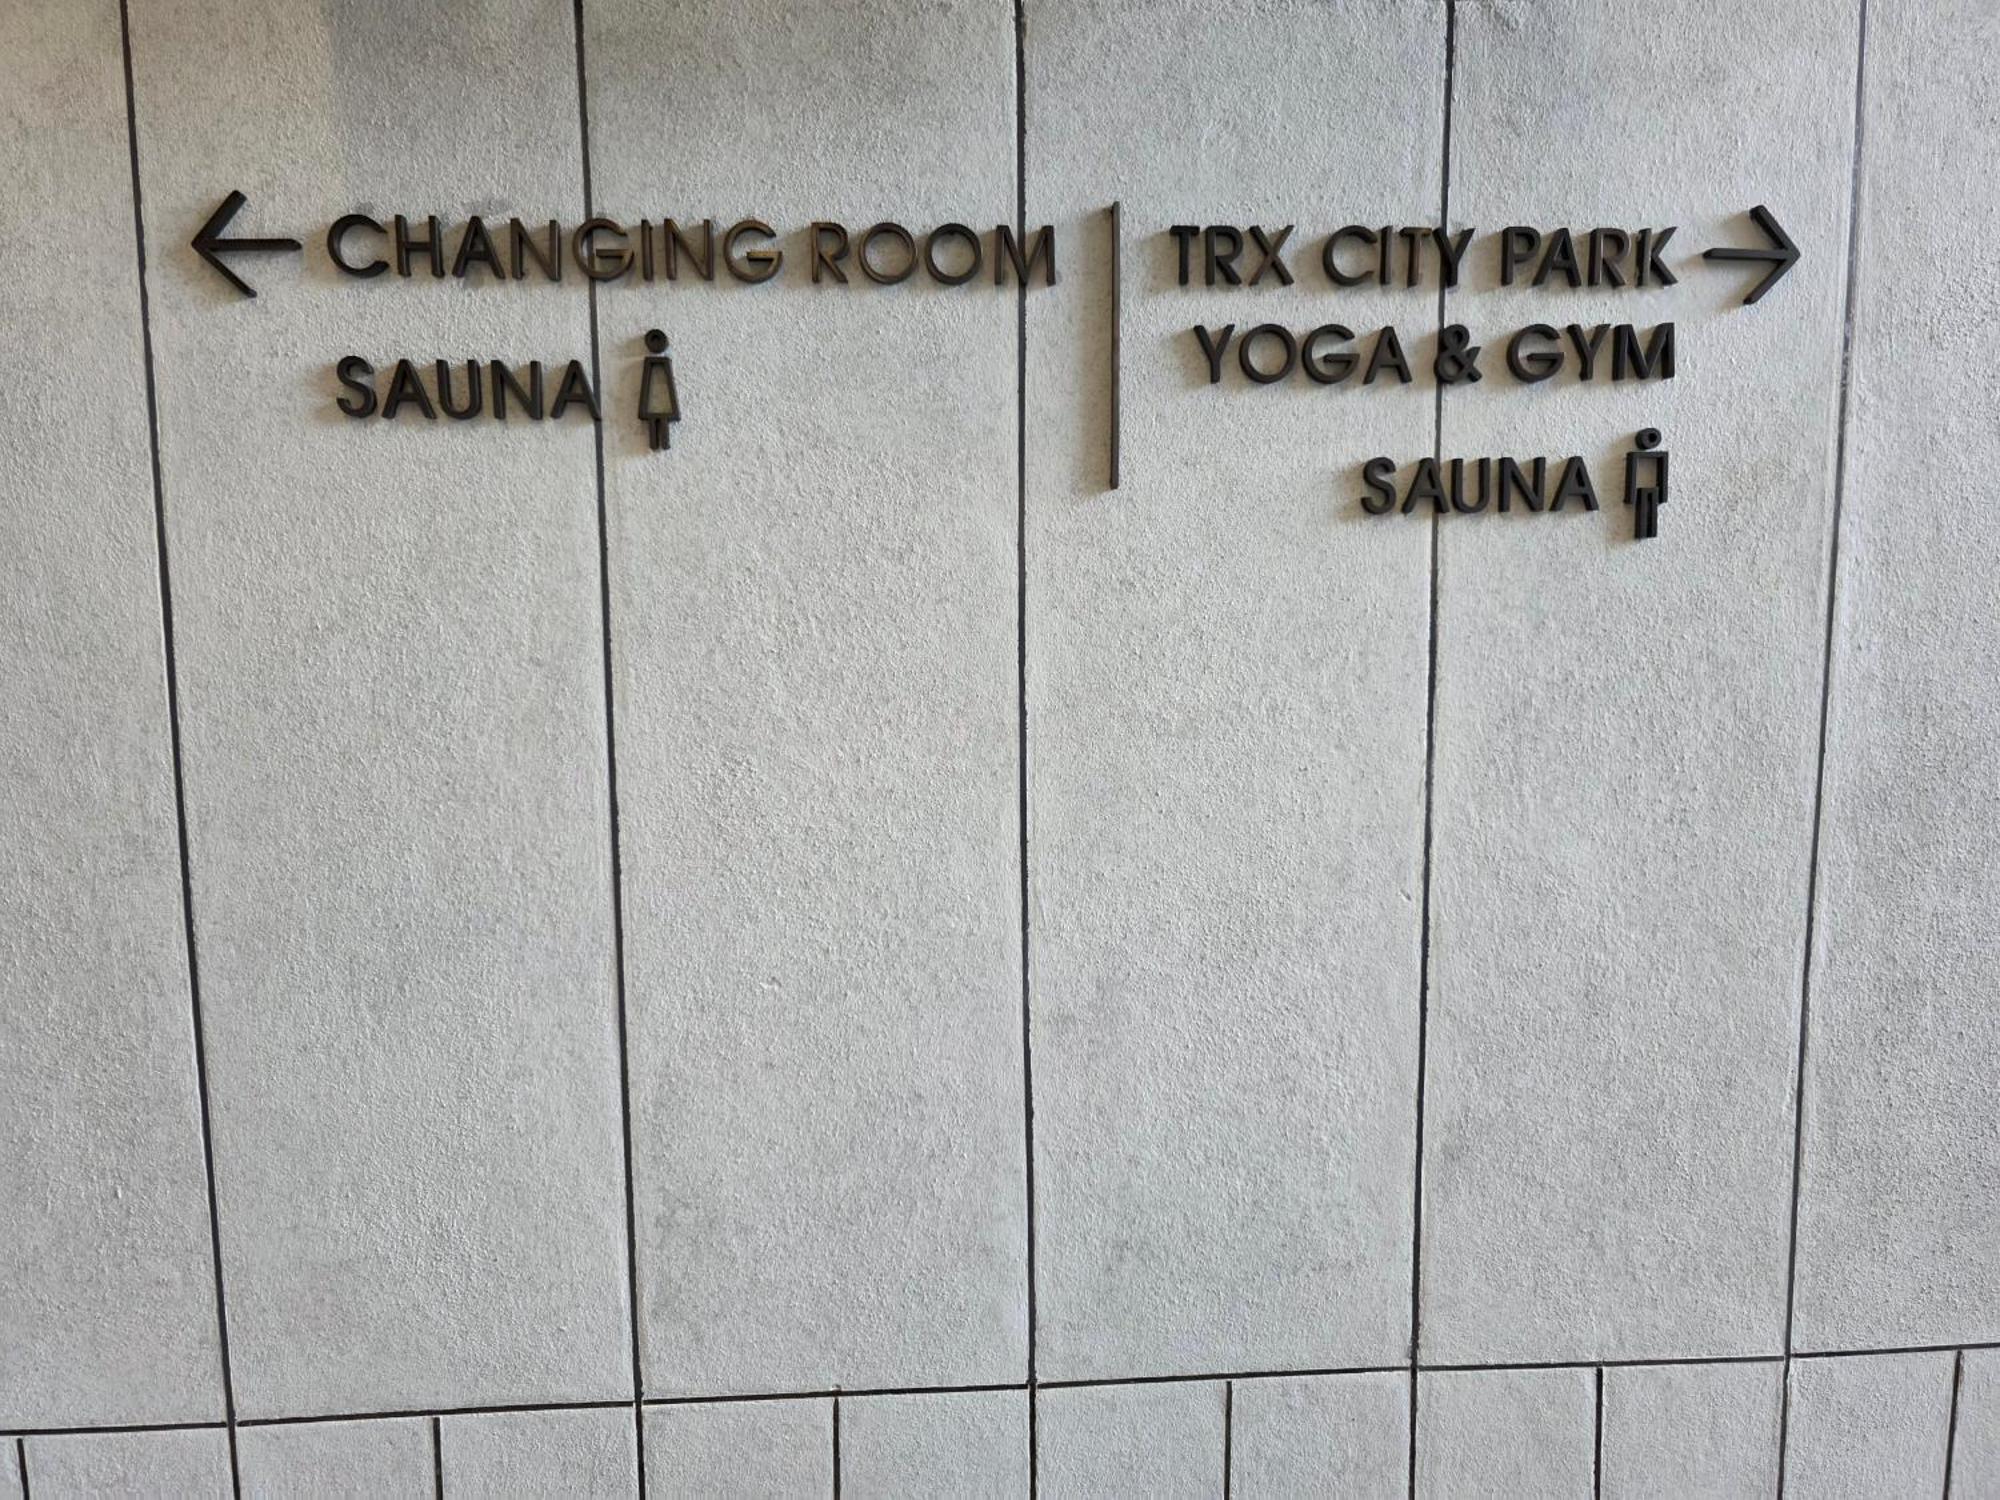 CHANGING ROOM
SAUNA
TRX CITY PARK
YOGA & GYM
SAUNA